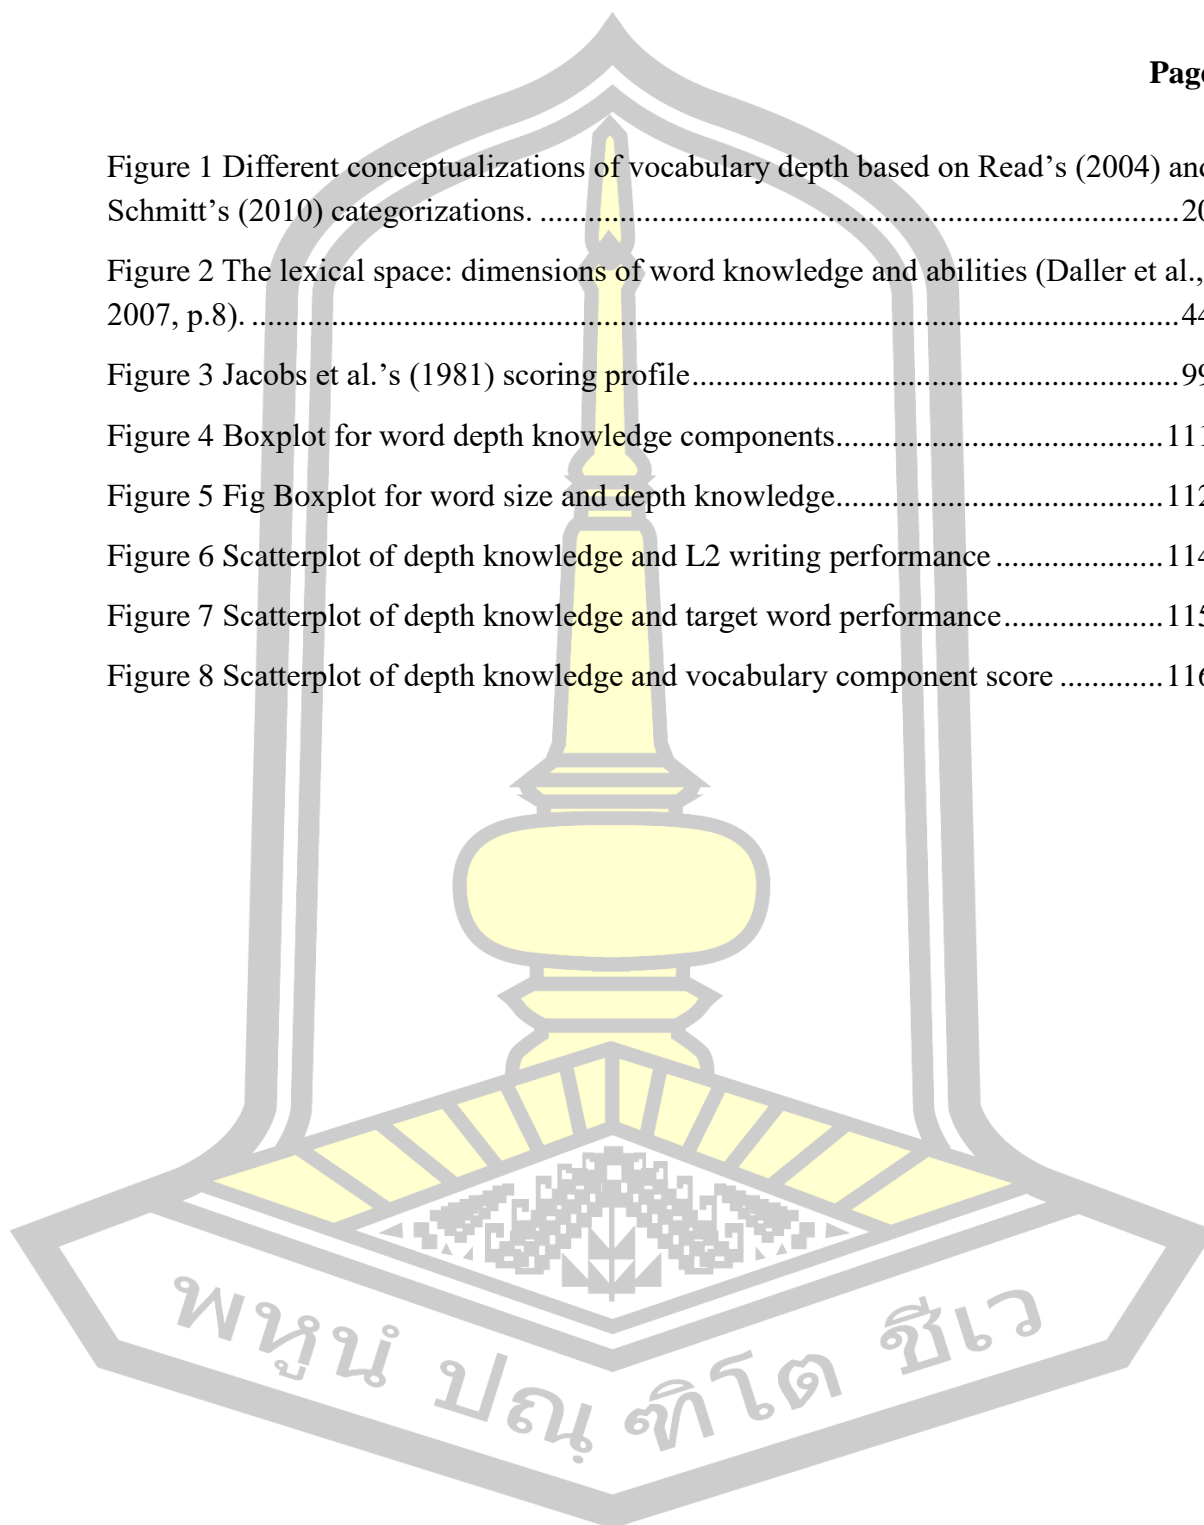 Page
Figure 1 Different conceptualizations of vocabulary depth based on Read’s (2004) and
Schmitt’s (2010) categorizations. ........................................................................................20
Figure 2 The lexical space: dimensions of word knowledge and abilities (Daller et al.,
2007, p.8). ........................................................................................44
Figure 3 Jacobs et al.’s (1981) scoring profile..................................................................99
Figure 4 Boxplot for word depth knowledge components.............................................111
Figure 5 Fig Boxplot for word size and depth knowledge.............................................112
Figure 6 Scatterplot of depth knowledge and L2 writing performance ......................114
Figure 7 Scatterplot of depth knowledge and target word performance.......................115
Figure 8 Scatterplot of depth knowledge and vocabulary component score .............116
พหูนํ ปณฺ ฑิโต ชีเว